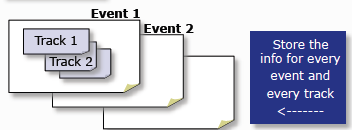 Event 1
Event 2
Track 1
Track 2
Store the
info for every
event and
every track
<-------